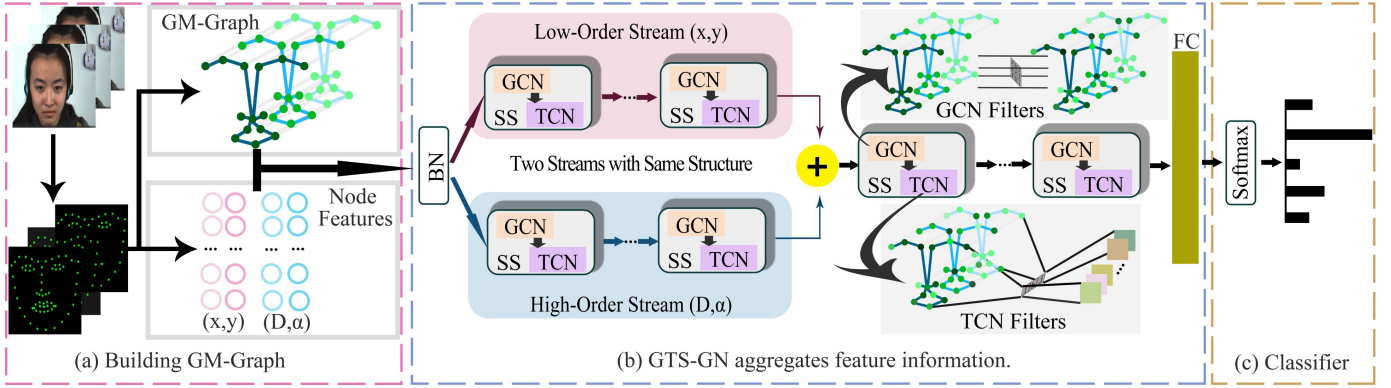 GM-Graph
Node
Features
... ...
... ...
(x,y)
(D,α)
(a) Building GM-Graph
BN
Low-Order Stream (x,y)
GCN
SS
TCN
......
GCN
SS
TCN
Two Streams with Same Structure
GCN
SS
TCN
......
GCN
SS
TCN
High-Order Stream (D,α)
+
GCN Filters
GCN
SS
TCN
......
GCN
SS
TCN
TCN Filters
FC
(b) GTS-GN aggregates feature information.
Softmax
(c) Classifier